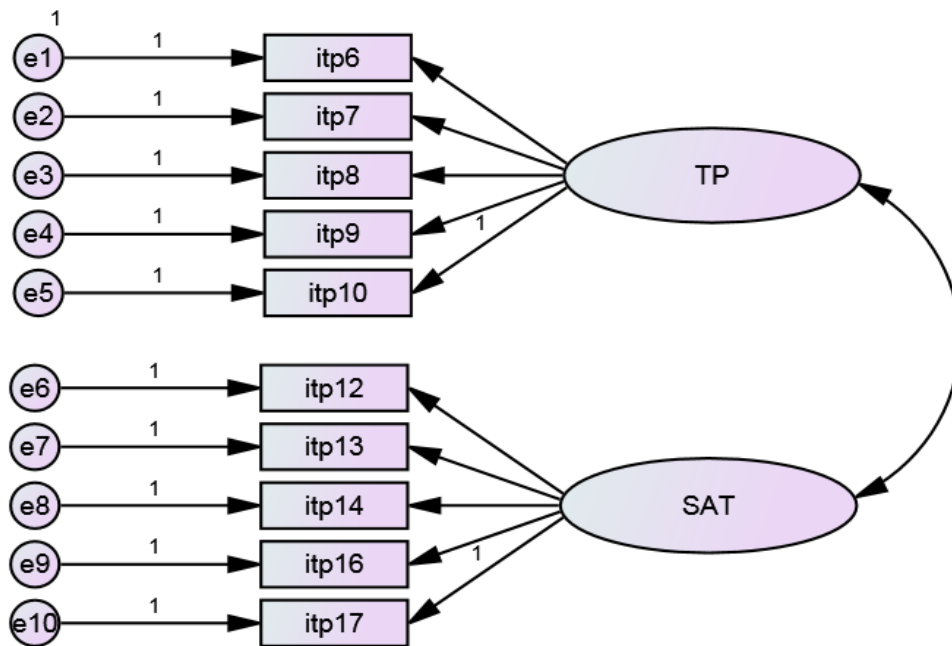 1
e1 1 itp6
e2 1 itp7
e3 1 itp8
e4 1 itp9 1
e5 1 itp10
TP
e6 1 itp12
e7 1 itp13
e8 1 itp14
e9 1 itp16 1
e10 1 itp17
SAT